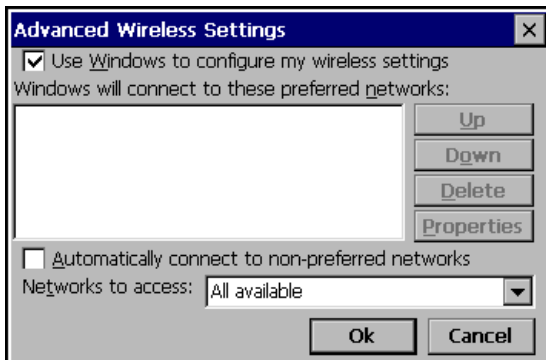 Advanced Wireless Settings
Use Windows to configure my wireless settings
Windows will connect to these preferred networks:
Up
Down
Delete
Properties
Automatically connect to non-preferred networks
Networks to access: All available
Ok Cancel